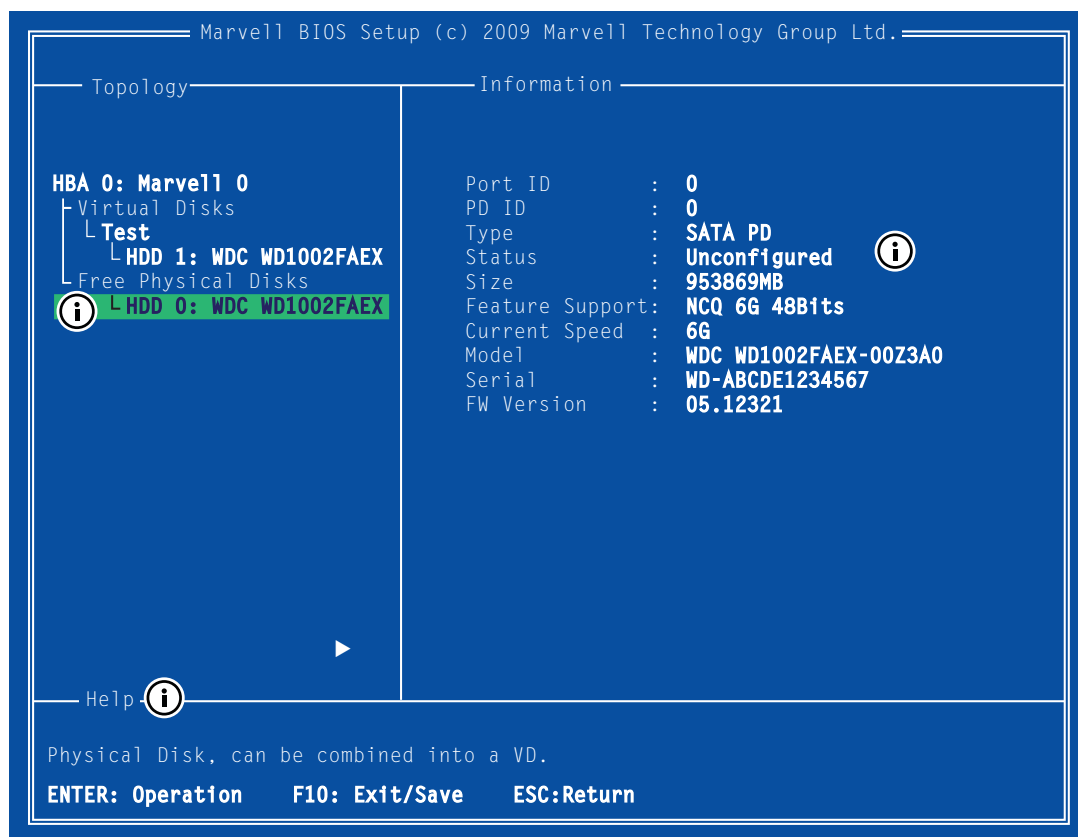 Marvell BIOS Setup (c) 2009 Marvell Technology Group Ltd.
Topology
Information
HBA 0: Marvell 0
Virtual Disks
Test
HDD 1: WDC WD1002FAEX
Free Physical Disks
HDD 0: WDC WD1002FAEX
Port ID : 0
PD ID : 0
Type : SATA PD
Status : Unconfigured
Size : 953869MB
Feature Support: NCQ 6G 48Bits
Current Speed : 6G
Model : WDC WD1002FAEX-00Z3A0
Serial : WD-ABCDE1234567
FW Version : 05.12321
Help
Physical Disk, can be combined into a VD.
ENTER: Operation F10: Exit/Save ESC:Return